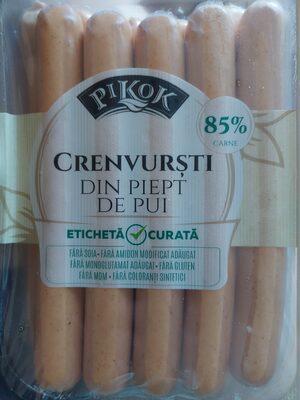 PIKOK
85%
CARNE
CRENVURȘTI
DIN PIEPT
DE PUI
ETICHETĂ CURATĂ
FĂRĂ SOIA • FĂRĂ AMIDON MODIFICAT ADĂUGAT
FĂRĂ MONOGLUTAMAT ADĂUGAT • FĂRĂ GLUTEN
FĂRĂ MDM • FĂRĂ COLORANȚI SINTETICI